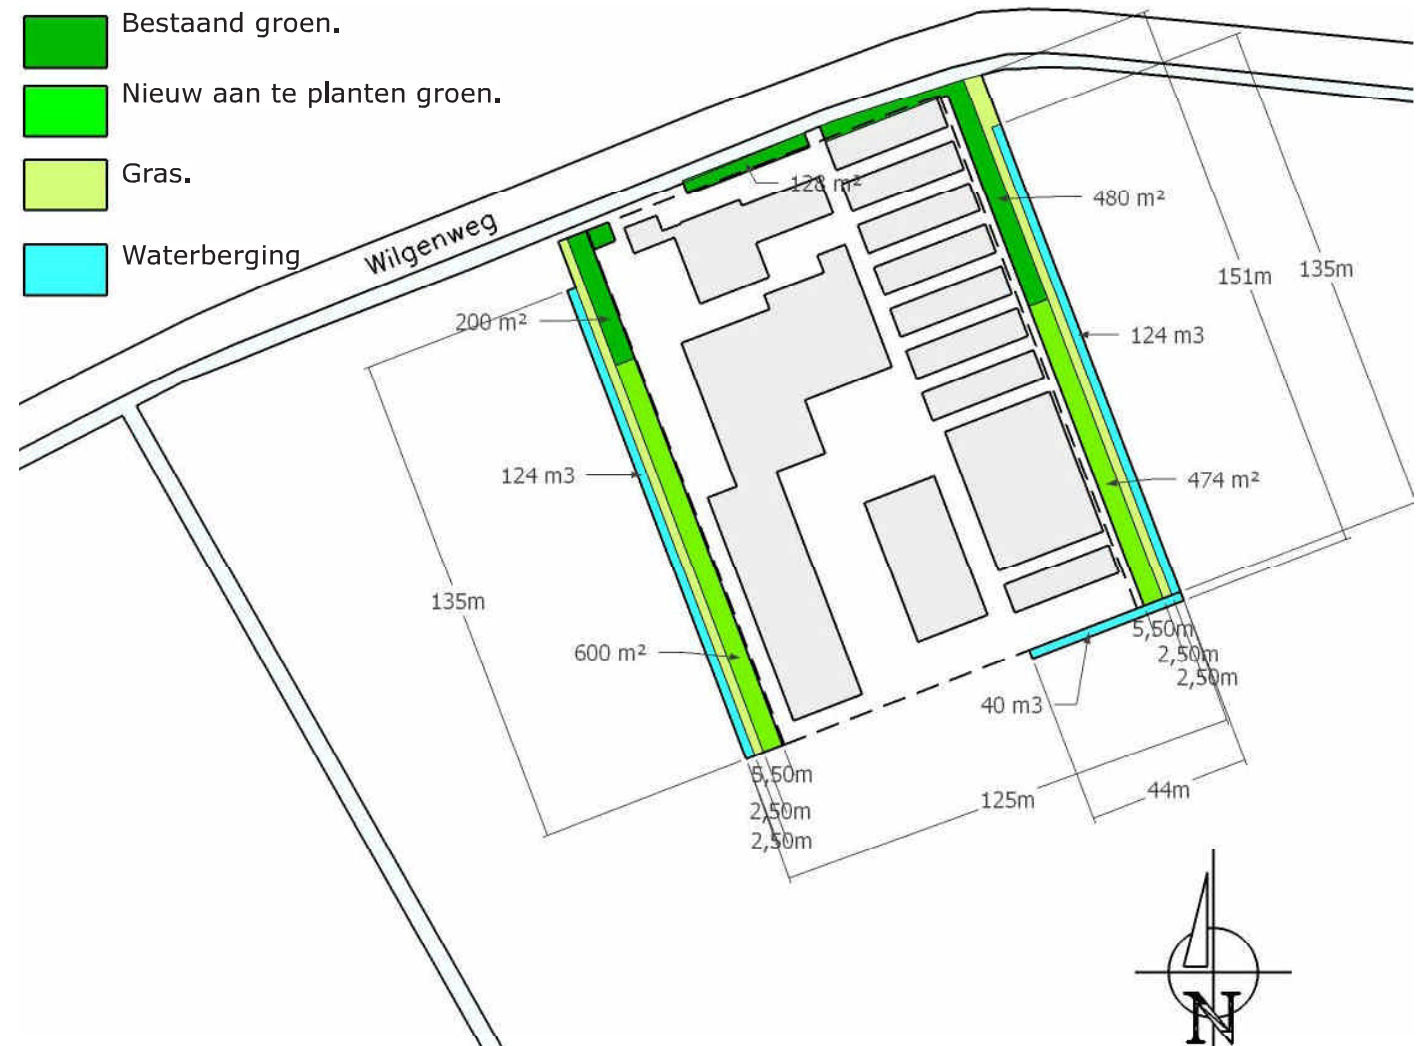 Bestaand groen.
Nieuw aan te planten groen.
Gras.
Waterberging
Wilgenweg
128 m²
480 m²
151m
135m
200 m²
124 m3
124 m3
474 m²
135m
600 m²
5,50m
2,50m
2,50m
40 m3
5,50m
2,50m
2,50m
125m
44m
N